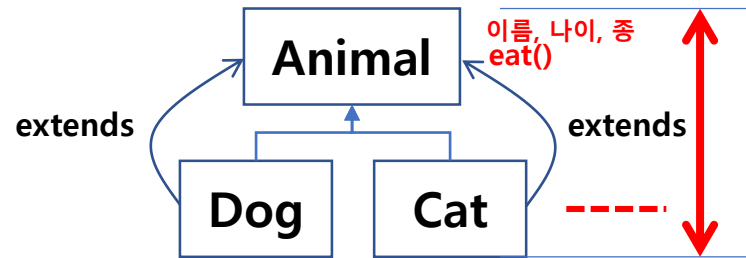 이름, 나이, 종
eat()
Animal
extends
extends
Dog
Cat